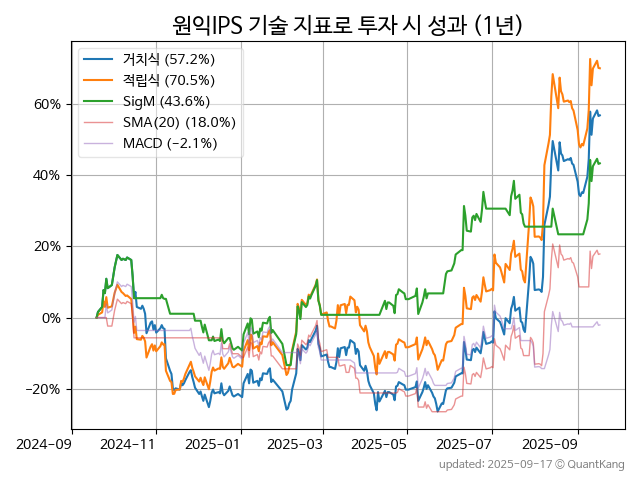 원익IPS 기술 지표로 투자 시 성과 (1년)
거치식 (57.2%)
적립식 (70.5%)
SigM (43.6%)
SMA(20) (18.0%)
MACD (−2.1%)
60%
40%
20%
0%
−20%
2024-09 2024-11 2025-01 2025-03 2025-05 2025-07 2025-09
updated: 2025-09-17 © QuantKang